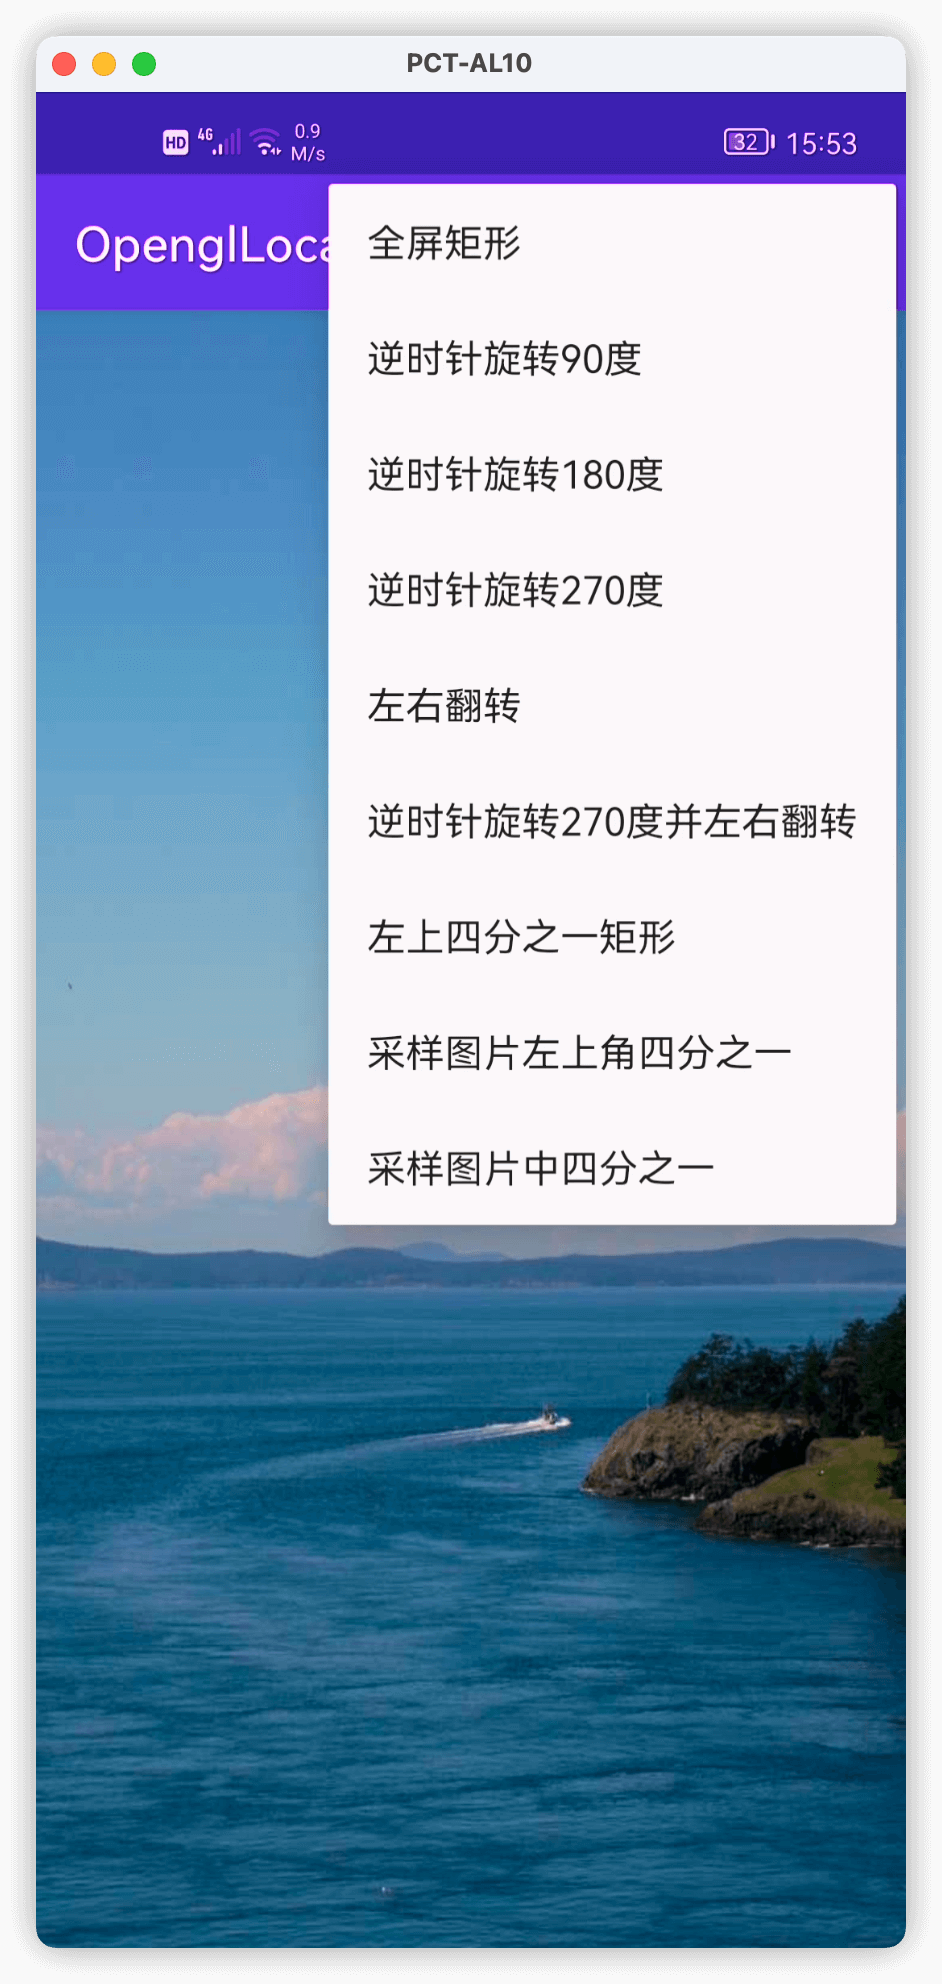 PCT-AL10
HD 4G 0.9 M/s 32 15:53
OpenglLoca
全屏矩形
逆时针旋转90度
逆时针旋转180度
逆时针旋转270度
左右翻转
逆时针旋转270度并左右翻转
左上四分之一矩形
采样图片左上角四分之一
采样图片中四分之一